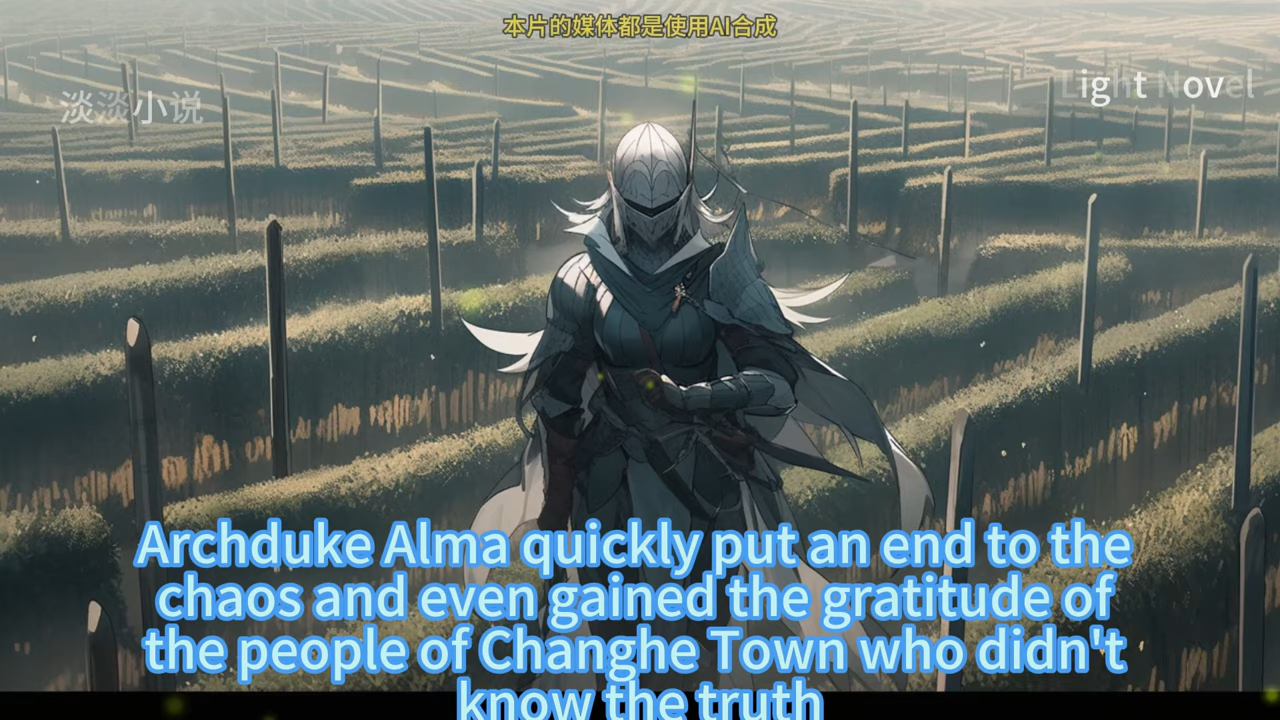 本片的媒体都是使用AI合成
淡淡小说
Light Novel
Archduke Alma quickly put an end to the
chaos and even gained the gratitude of
the people of Changhe Town who didn't
know the truth